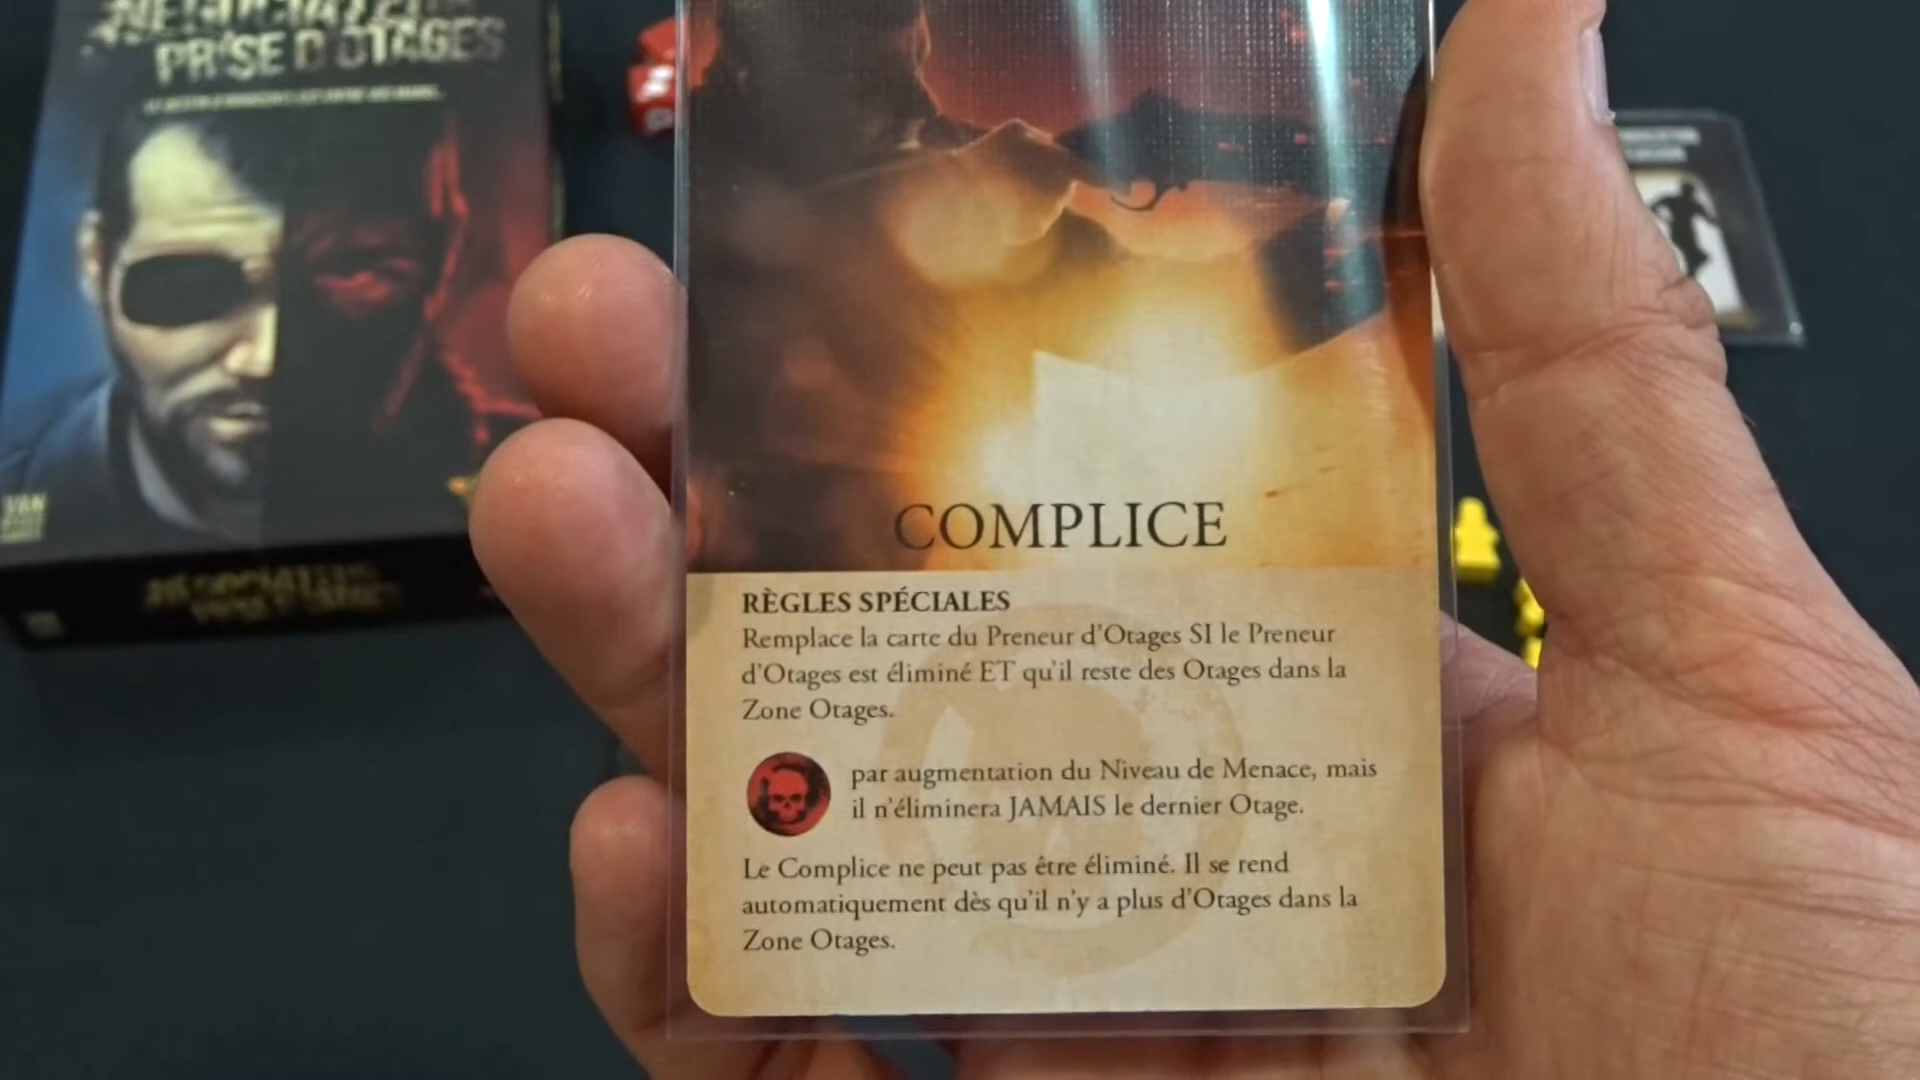 NÉGOCIATEUR
PRISE D'OTAGES
VAN
COMPLICE
RÈGLES SPÉCIALES
Remplace la carte du Preneur d'Otages SI le Preneur
d'Otages est éliminé ET qu'il reste des Otages dans la
Zone Otages.
par augmentation du Niveau de Menace, mais
il n'éliminera JAMAIS le dernier Otage.
Le Complice ne peut pas être éliminé. Il se rend
automatiquement dès qu'il n'y a plus d'Otages dans la
Zone Otages.